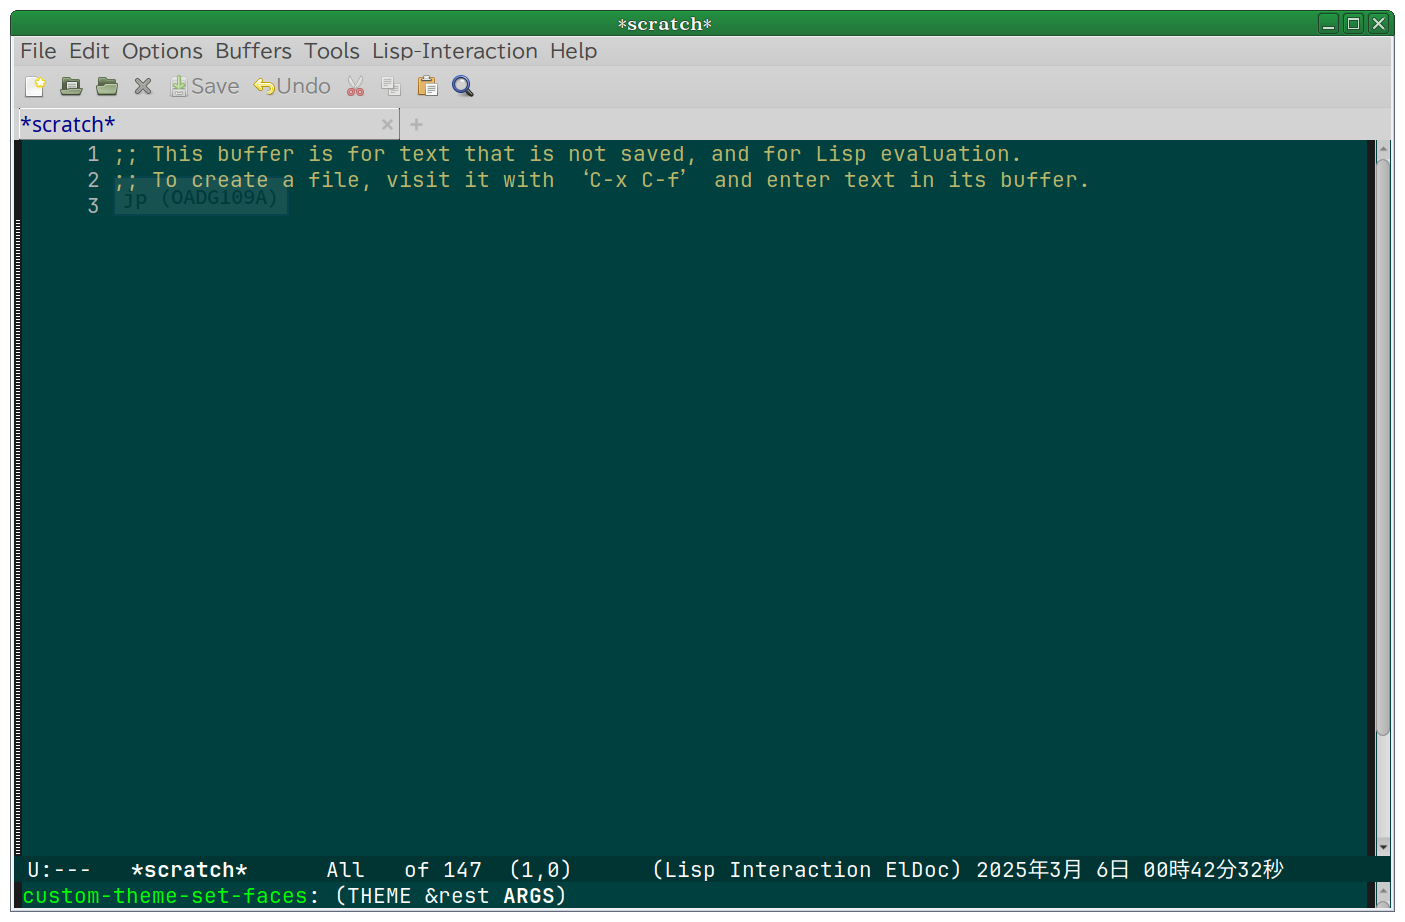 *scratch*
File Edit Options Buffers Tools Lisp-Interaction Help
Save Undo
*scratch*
1 ;; This buffer is for text that is not saved, and for Lisp evaluation.
2 ;; To create a file, visit it with ‘C-x C-f’ and enter text in its buffer.
jp (OADG109A)
3
U:--- *scratch* All of 147 (1,0) (Lisp Interaction ElDoc) 2025年3月 6日 00時42分32秒
custom-theme-set-faces: (THEME &rest ARGS)